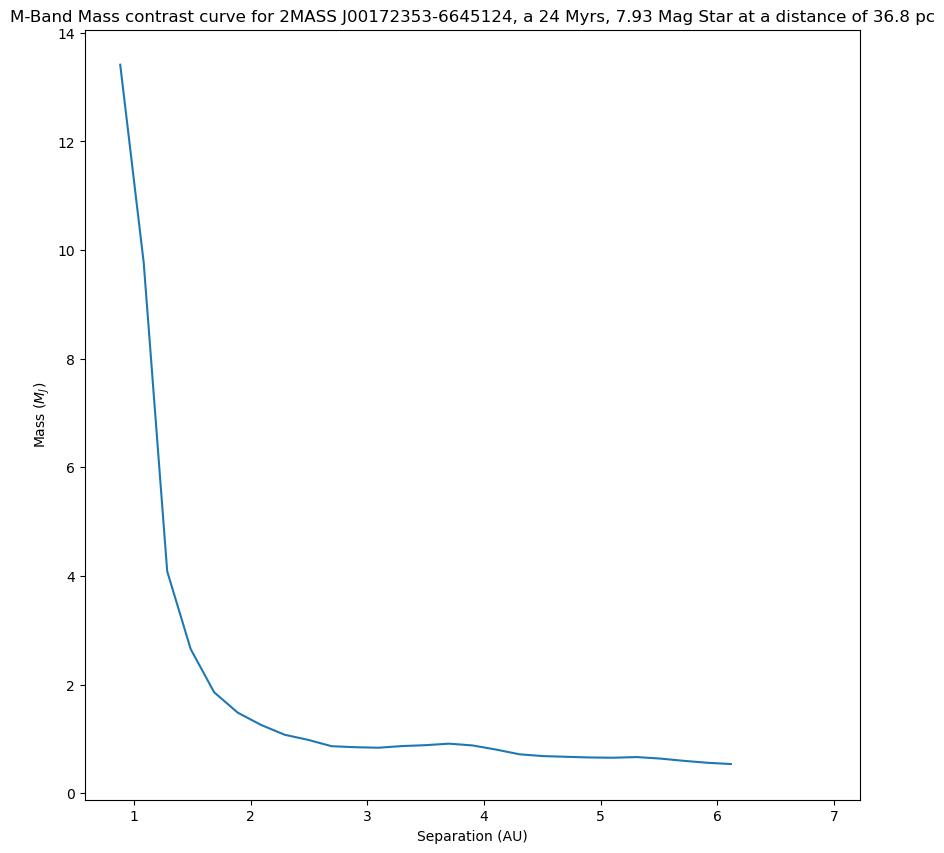 M-Band Mass contrast curve for 2MASS J00172353-6645124, a 24 Myrs, 7.93 Mag Star at a distance of 36.8 pc
14
12
10
8
6
4
2
0
Mass (M_J)
1 2 3 4 5 6 7
Separation (AU)